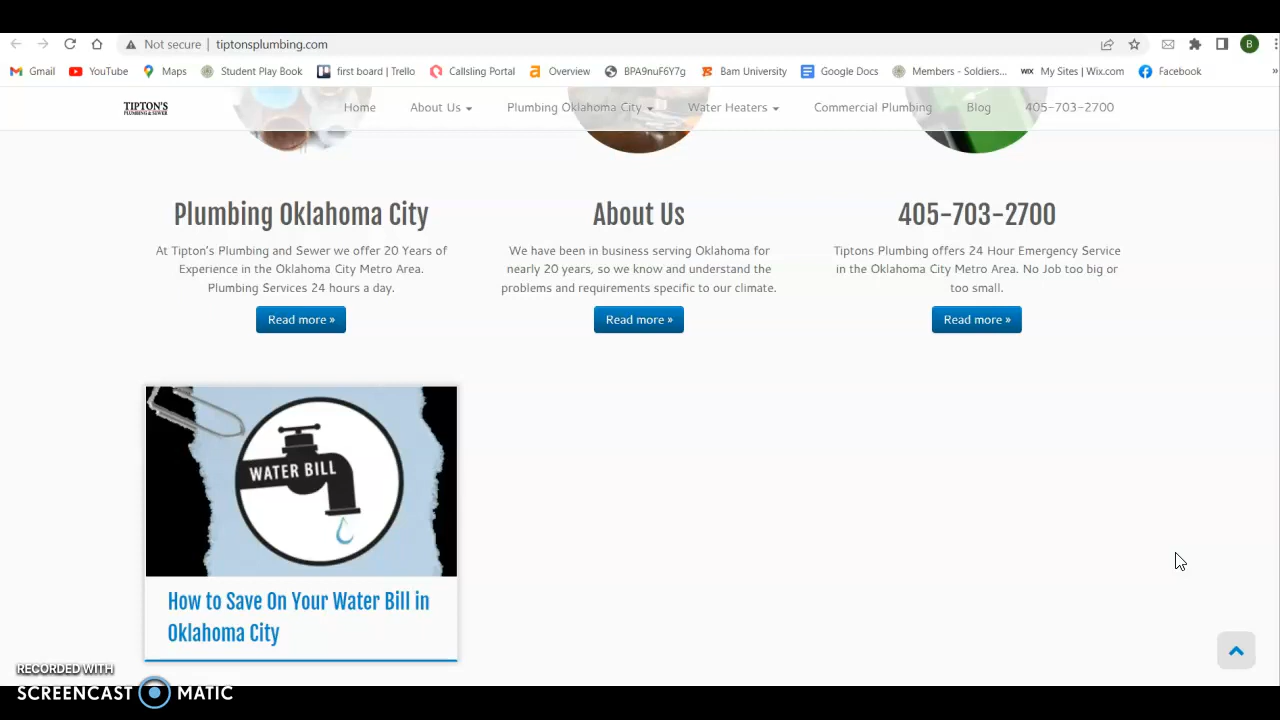 Not secure | tiptonsplumbing.com
B
Gmail YouTube Maps Student Play Book first board | Trello Callsling Portal Overview BPA9nuF6Y7g Bam University Google Docs Members - Soldiers... WIX My Sites | Wix.com Facebook »
TIPTON'S
PLUMBING & SEWER
Home About Us Plumbing Oklahoma City Water Heaters Commercial Plumbing Blog 405-703-2700
Plumbing Oklahoma City
At Tipton's Plumbing and Sewer we offer 20 Years of
Experience in the Oklahoma City Metro Area.
Plumbing Services 24 hours a day.
Read more »
About Us
We have been in business serving Oklahoma for
nearly 20 years, so we know and understand the
problems and requirements specific to our climate.
Read more »
405-703-2700
Tiptons Plumbing offers 24 Hour Emergency Service
in the Oklahoma City Metro Area. No Job too big or
too small.
Read more »
WATER BILL
How to Save On Your Water Bill in
Oklahoma City
RECORDED WITH
SCREENCAST MATIC